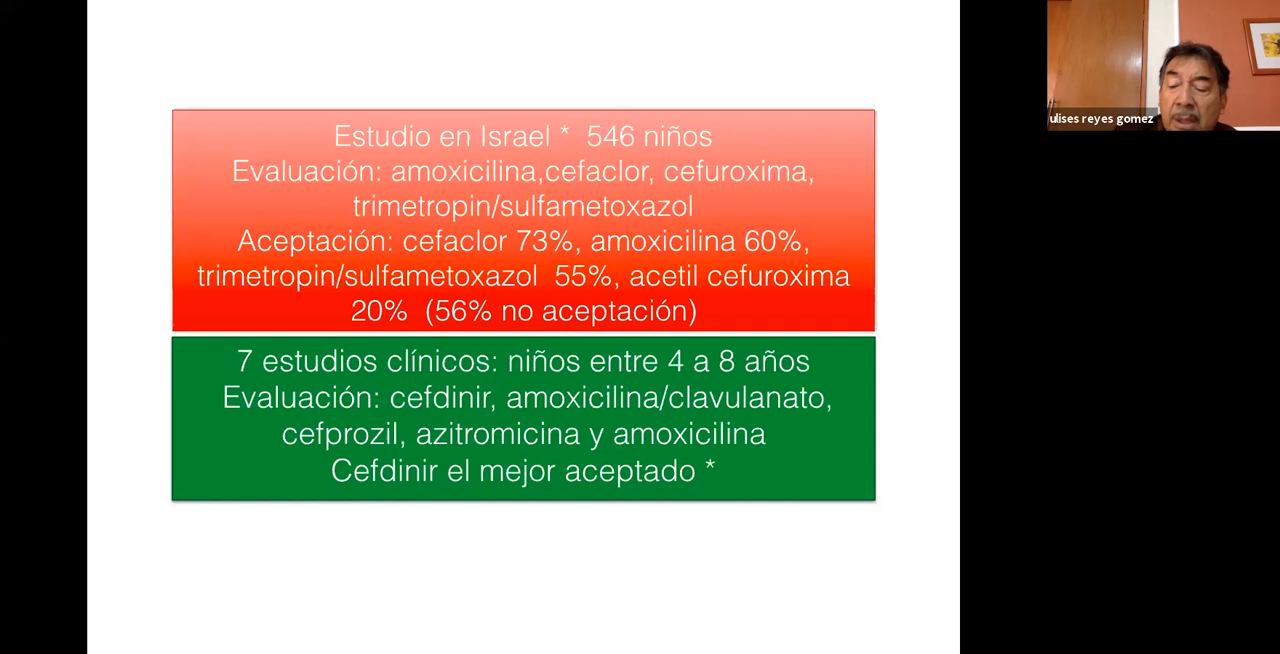 Estudio en Israel * 546 niños
Evaluación: amoxicilina,cefaclor, cefuroxima,
trimetropin/sulfametoxazol
Aceptación: cefaclor 73%, amoxicilina 60%,
trimetropin/sulfametoxazol 55%, acetil cefuroxima
20% (56% no aceptación)
7 estudios clínicos: niños entre 4 a 8 años
Evaluación: cefdinir, amoxicilina/clavulanato,
cefprozil, azitromicina y amoxicilina
Cefdinir el mejor aceptado *
ulises reyes gomez